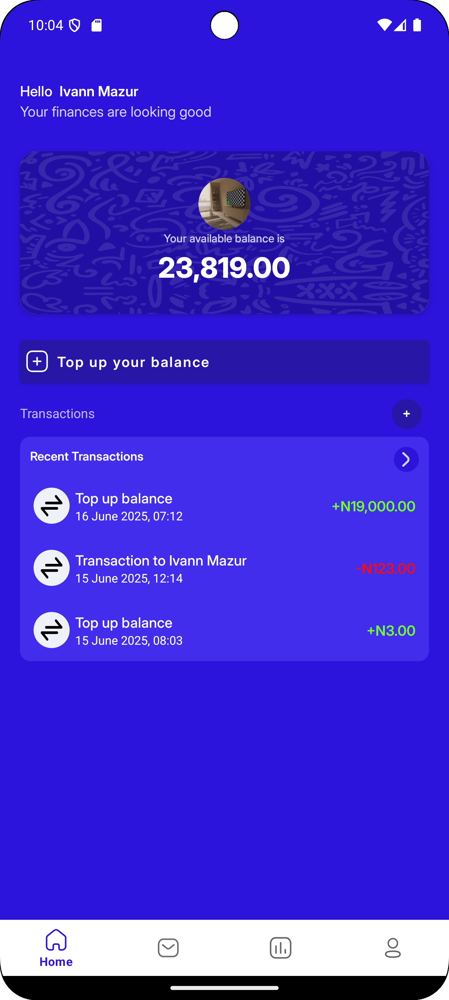 10:04
Hello Ivann Mazur
Your finances are looking good
Your available balance is
23,819.00
Top up your balance
Transactions
+
Recent Transactions
Top up balance
+N19,000.00
16 June 2025, 07:12
Transaction to Ivann Mazur
-N123.00
15 June 2025, 12:14
Top up balance
+N3.00
15 June 2025, 08:03
Home